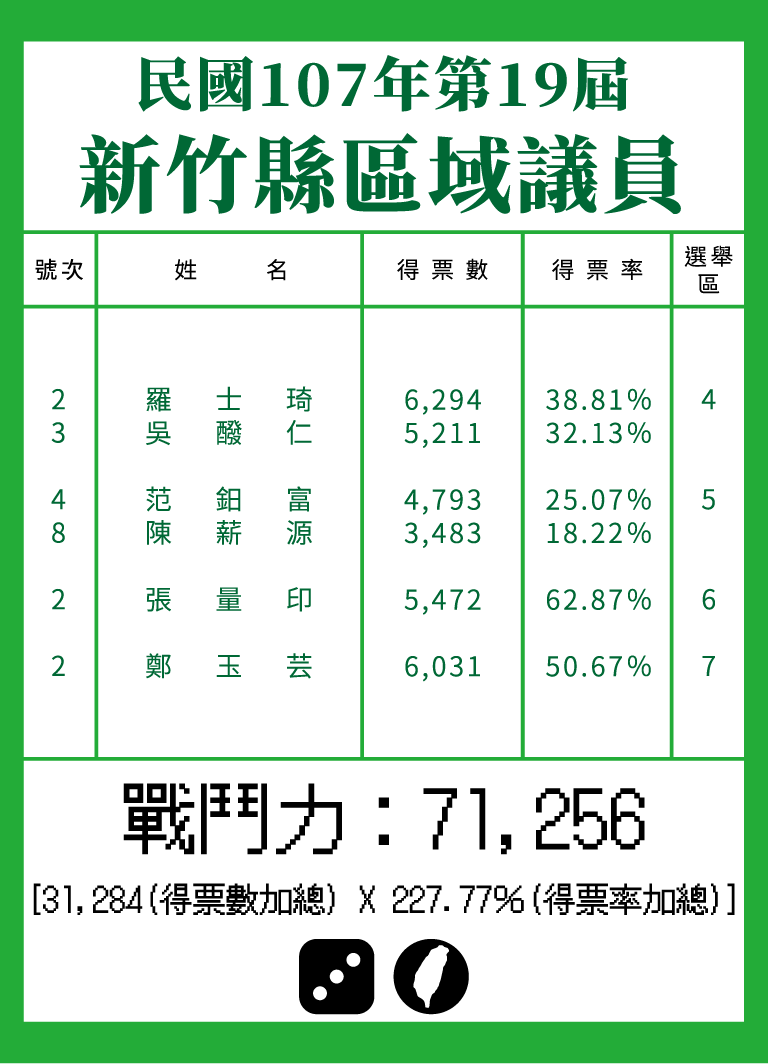 民國107年第19屆
新竹縣區域議員
號次 姓名 得票數 得票率 選舉區
2 羅士琦 6,294 38.81% 4
3 吳醱仁 5,211 32.13%
4 范鈤富 4,793 25.07% 5
8 陳薪源 3,483 18.22%
2 張量印 5,472 62.87% 6
2 鄭玉芸 6,031 50.67% 7
戰鬥力：71,256
[31,284(得票數加總) X 227.77%(得票率加總)]